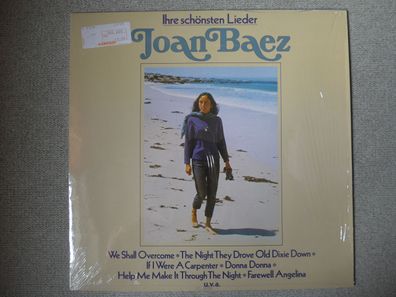 Ihre schönsten Lieder
Joan Baez
We Shall Overcome • The Night They Drove Old Dixie Down •
If I Were A Carpenter • Donna Donna •
Help Me Make It Through The Night • Farewell Angelina
u.v.a.